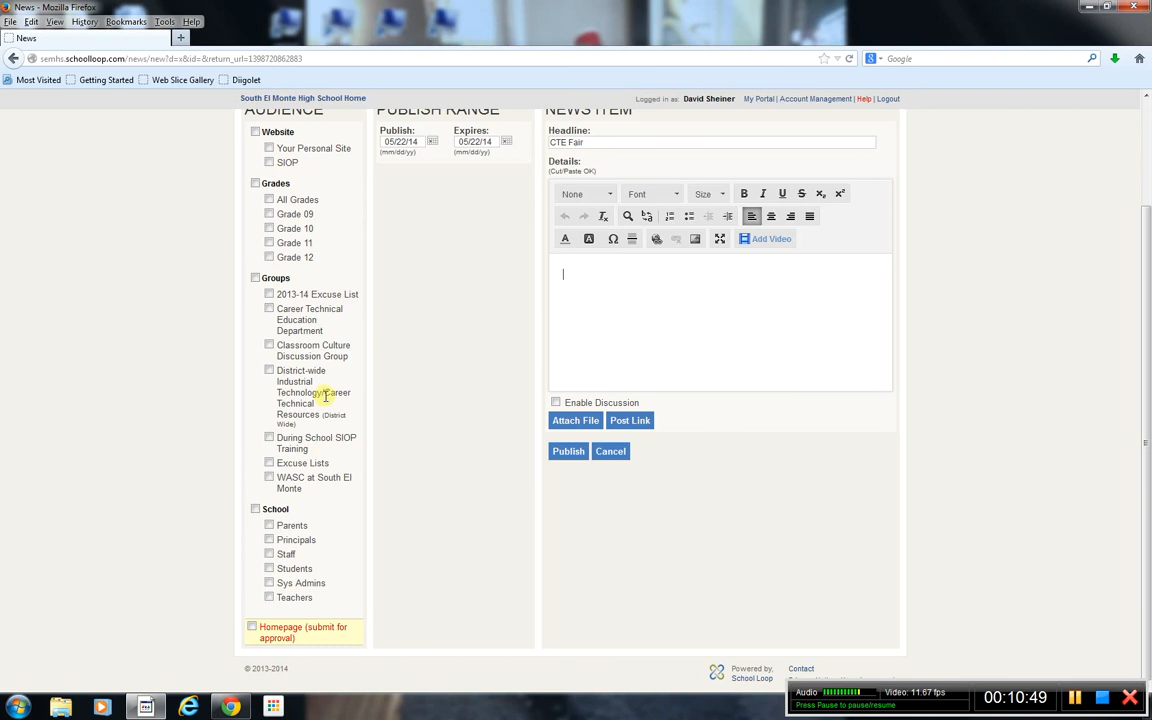 News - Mozilla Firefox
File Edit View History Bookmarks Tools Help
News
semhs.schoolloop.com/news/new?d=x&id=&return_url=1398720862883
Google
Most Visited Getting Started Web Slice Gallery Diigolet
South El Monte High School Home
Logged in as: David Sheiner My Portal | Account Management | Help | Logout
AUDIENCE PUBLISH RANGE NEWS ITEM
Website
Your Personal Site
SIOP
Grades
All Grades
Grade 09
Grade 10
Grade 11
Grade 12
Groups
2013-14 Excuse List
Career Technical
Education
Department
Classroom Culture
Discussion Group
District-wide
Industrial
Technology/Career
Technical
Resources (District
Wide)
During School SIOP
Training
Excuse Lists
WASC at South El
Monte
School
Parents
Principals
Staff
Students
Sys Admins
Teachers
Homepage (submit for
approval)
Publish: Expires:
05/22/14 05/22/14
(mm/dd/yy) (mm/dd/yy)
Headline:
CTE Fair
Details:
(Cut/Paste OK)
None Font Size B I U S x₂ x²
Add Video
Enable Discussion
Attach File Post Link
Publish Cancel
© 2013-2014
Powered by,
School Loop
Contact
Audio Video: 11.67 fps
Press Pause to pause/resume
00:10:49